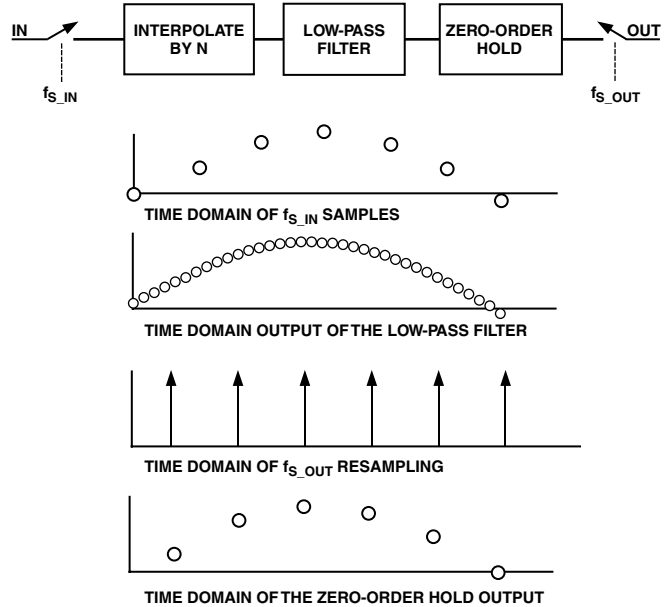 IN
INTERPOLATE
BY N
LOW-PASS
FILTER
ZERO-ORDER
HOLD
OUT
fS_IN
fS_OUT
TIME DOMAIN OF fS_IN SAMPLES
TIME DOMAIN OUTPUT OF THE LOW-PASS FILTER
TIME DOMAIN OF fS_OUT RESAMPLING
TIME DOMAIN OF THE ZERO-ORDER HOLD OUTPUT